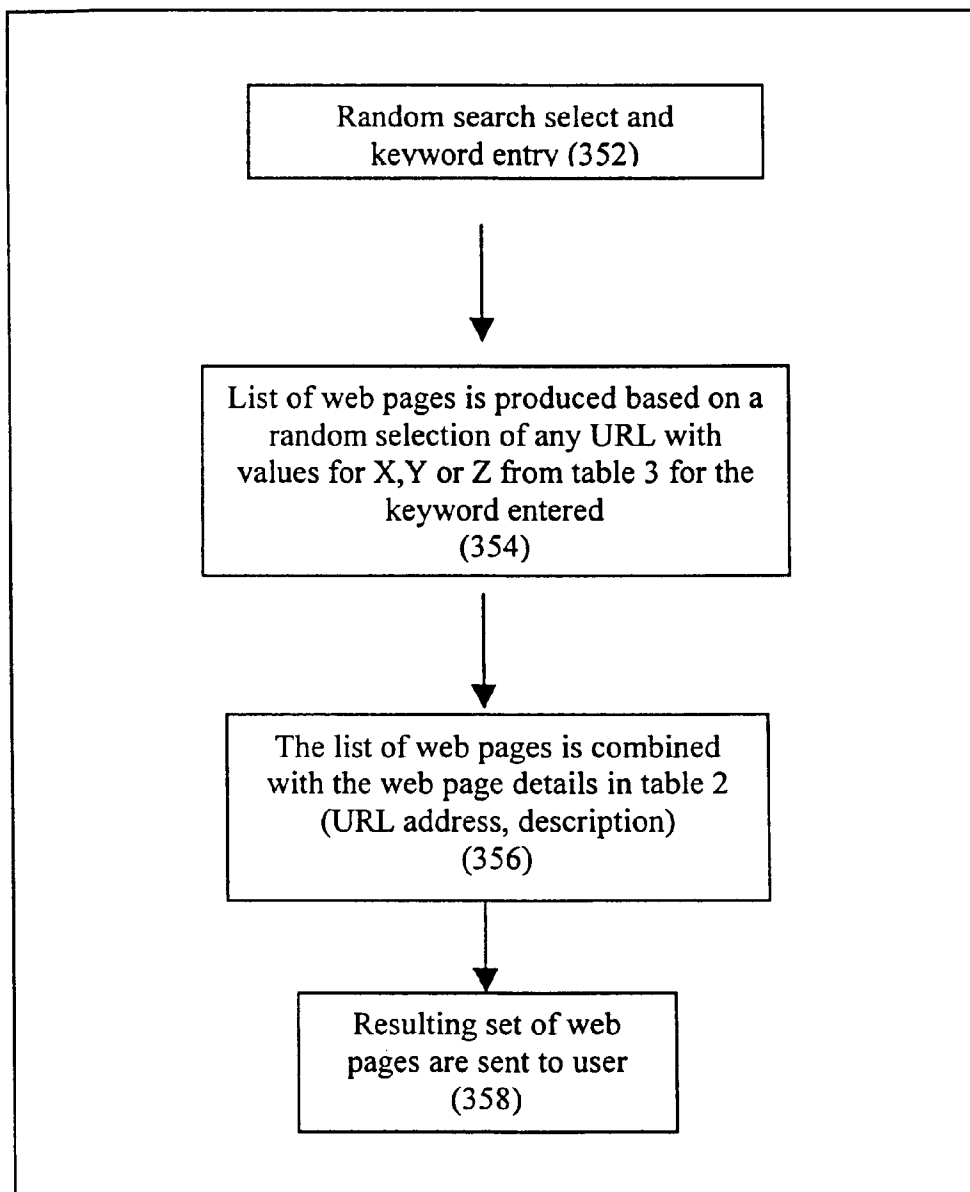 Random search select and
keyword entry (352)
List of web pages is produced based on a
random selection of any URL with
values for X,Y or Z from table 3 for the
keyword entered
(354)
The list of web pages is combined
with the web page details in table 2
(URL address, description)
(356)
Resulting set of web
pages are sent to user
(358)